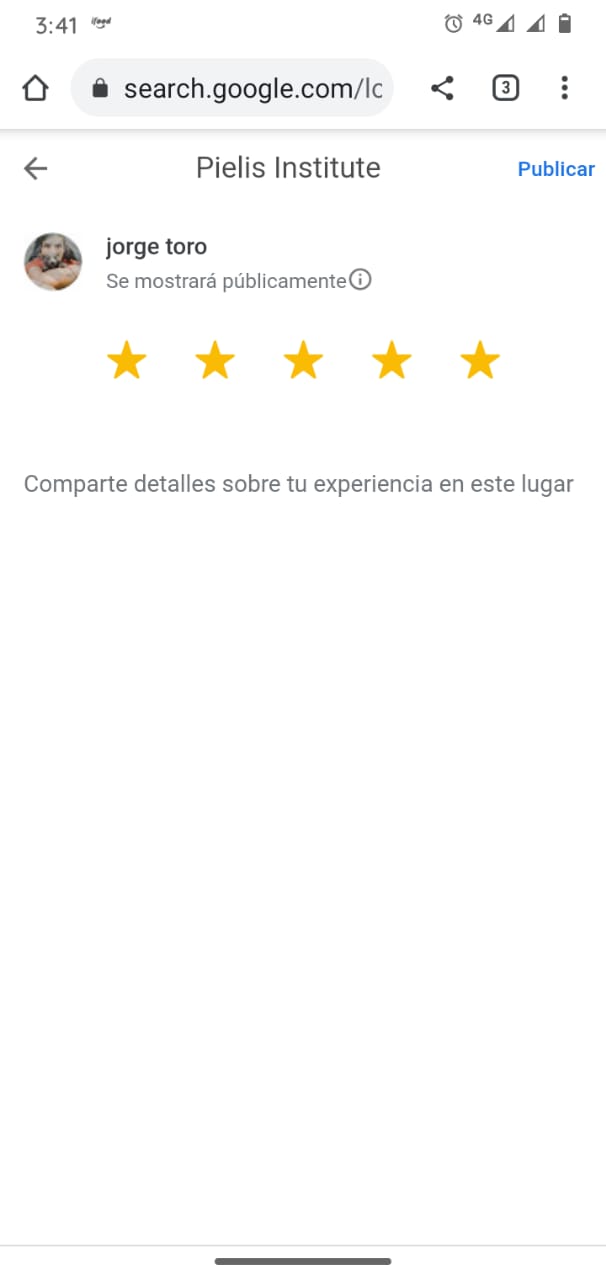 3:41 ifood 4G
search.google.com/lc 3
Pielis Institute Publicar
jorge toro
Se mostrará públicamente
Comparte detalles sobre tu experiencia en este lugar